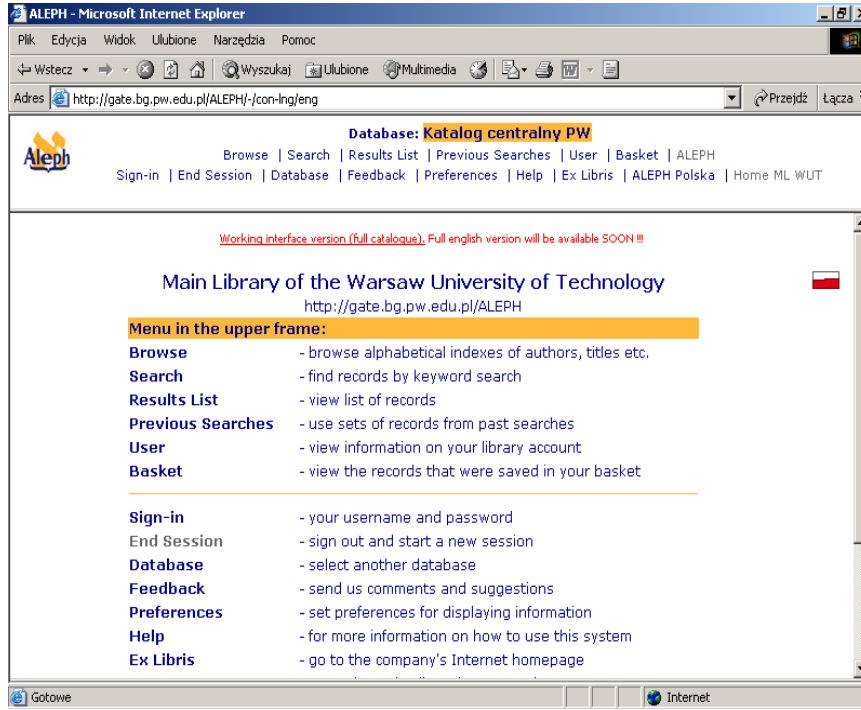 ALEPH - Microsoft Internet Explorer
Plik Edycja Widok Ulubione Narzędzia Pomoc
Wstecz Wyszukaj Ulubione Multimedia
Adres http://gate.bg.pw.edu.pl/ALEPH/-/con-lng/eng Przejdź Łącza
Aleph
Database: Katalog centralny PW
Browse | Search | Results List | Previous Searches | User | Basket | ALEPH
Sign-in | End Session | Database | Feedback | Preferences | Help | Ex Libris | ALEPH Polska | Home ML WUT
Working interface version (full catalogue). Full english version will be available SOON !!!
Main Library of the Warsaw University of Technology
http://gate.bg.pw.edu.pl/ALEPH
Menu in the upper frame:
Browse - browse alphabetical indexes of authors, titles etc.
Search - find records by keyword search
Results List - view list of records
Previous Searches - use sets of records from past searches
User - view information on your library account
Basket - view the records that were saved in your basket
Sign-in - your username and password
End Session - sign out and start a new session
Database - select another database
Feedback - send us comments and suggestions
Preferences - set preferences for displaying information
Help - for more information on how to use this system
Ex Libris - go to the company's Internet homepage
Gotowe Internet